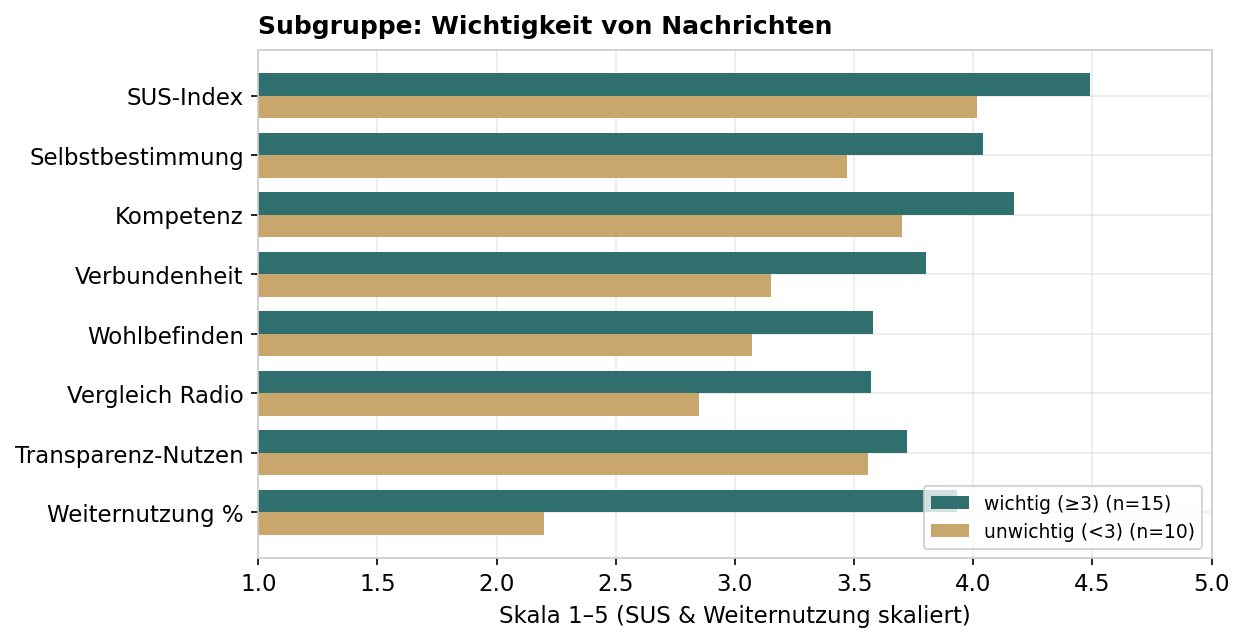 Subgruppe: Wichtigkeit von Nachrichten
SUS-Index
Selbstbestimmung
Kompetenz
Verbundenheit
Wohlbefinden
Vergleich Radio
Transparenz-Nutzen
Weiternutzung %
wichtig (≥3) (n=15)
unwichtig (<3) (n=10)
1.0 1.5 2.0 2.5 3.0 3.5 4.0 4.5 5.0
Skala 1–5 (SUS & Weiternutzung skaliert)